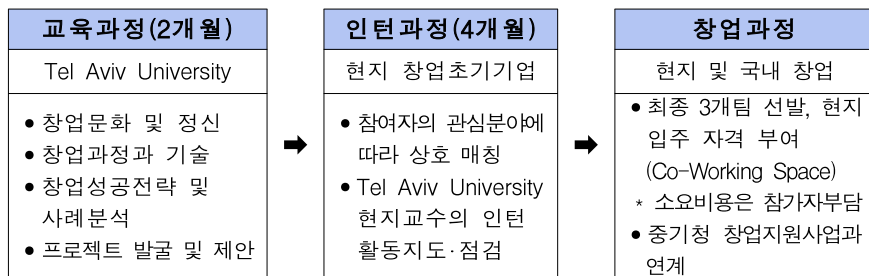 교육과정(2개월)
Tel Aviv University
• 창업문화 및 정신
• 창업과정과 기술
• 창업성공전략 및
사례분석
• 프로젝트 발굴 및 제안
➡
인턴과정(4개월)
현지 창업초기기업
• 참여자의 관심분야에
따라 상호 매칭
• Tel Aviv University
현지교수의 인턴
활동지도·점검
➡
창업과정
현지 및 국내 창업
• 최종 3개팀 선발, 현지
입주 자격 부여
(Co-Working Space)
* 소요비용은 참가자부담
• 중기청 창업지원사업과
연계